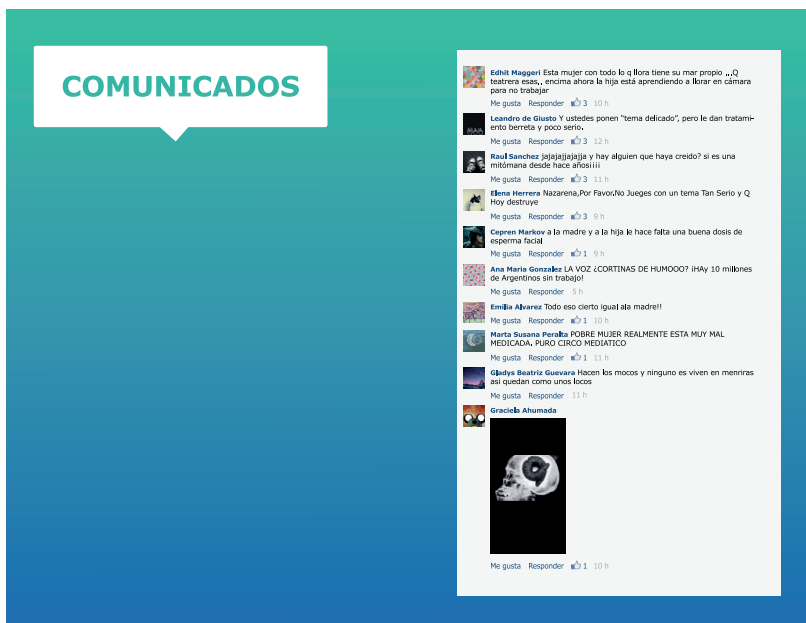 COMUNICADOS
Edhit Maggeri Esta mujer con todo lo q llora tiene su mar propio ,,,Q
teatrera esas,, encima ahora la hija está aprendiendo a llorar en cámara
para no trabajar
Me gusta Responder 3 10 h
Leandro de Giusto Y ustedes ponen "tema delicado", pero le dan tratami-
ento berreta y poco serio.
Me gusta Responder 3 12 h
Raul Sanchez jajajajjajajja y hay alguien que haya creido? si es una
mitómana desde hace años¡¡¡¡
Me gusta Responder 3 11 h
Elena Herrera Nazarena,Por Favor.No Jueges con un tema Tan Serio y Q
Hoy destruye
Me gusta Responder 3 9 h
Cepren Markov a la madre y a la hija le hace falta una buena dosis de
esperma facial
Me gusta Responder 1 9 h
Ana Maria Gonzalez LA VOZ ¿CORTINAS DE HUMOOO? ¡HAy 10 millones
de Argentinos sin trabajo!
Me gusta Responder 5 h
Emilia Alvarez Todo eso cierto igual ala madre!!
Me gusta Responder 1 10 h
Marta Susana Peralta POBRE MUJER REALMENTE ESTA MUY MAL
MEDICADA. PURO CIRCO MEDIATICO
Me gusta Responder 1 11 h
Gladys Beatriz Guevara Hacen los mocos y ninguno es viven en menriras
asi quedan como unos locos
Me gusta Responder 11 h
Graciela Ahumada
Me gusta Responder 1 10 h